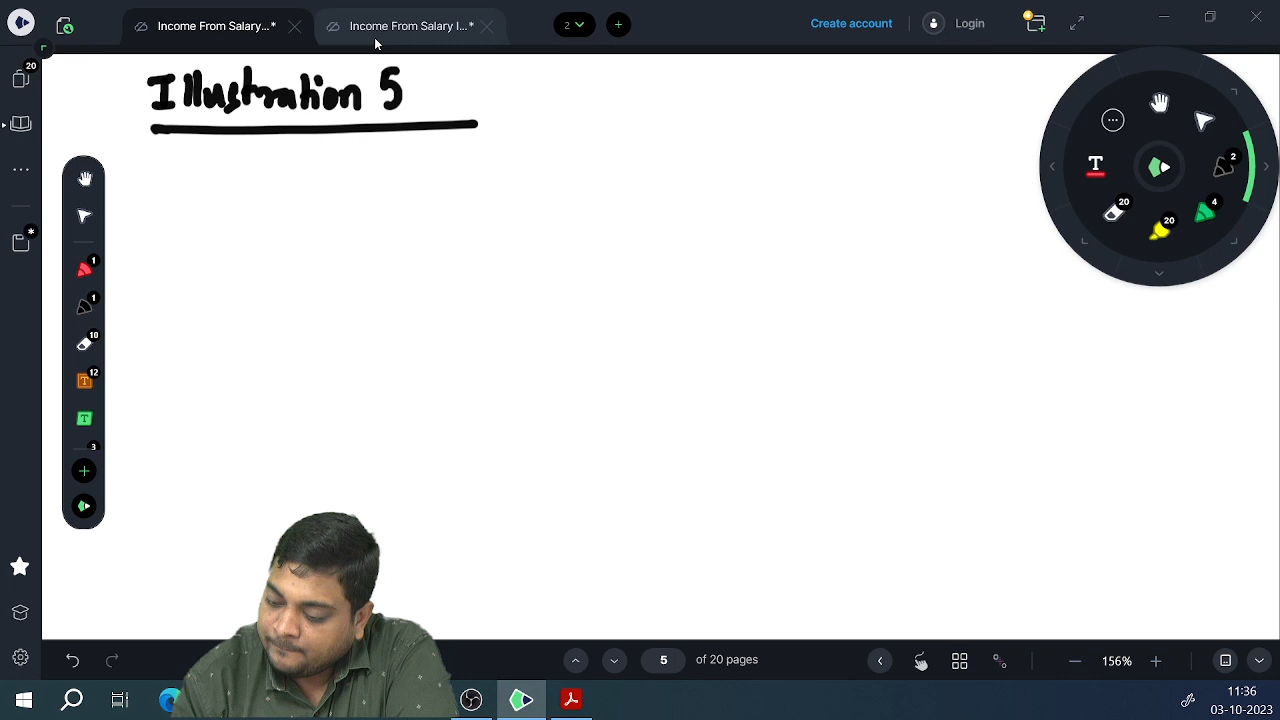 Income From Salary...*
Income From Salary I...*
2
Create account
Login
20
Illustration 5
2
T
20
4
20
1
1
10
T
12
T
3
5
of 20 pages
156%
11:36
03-10-2023